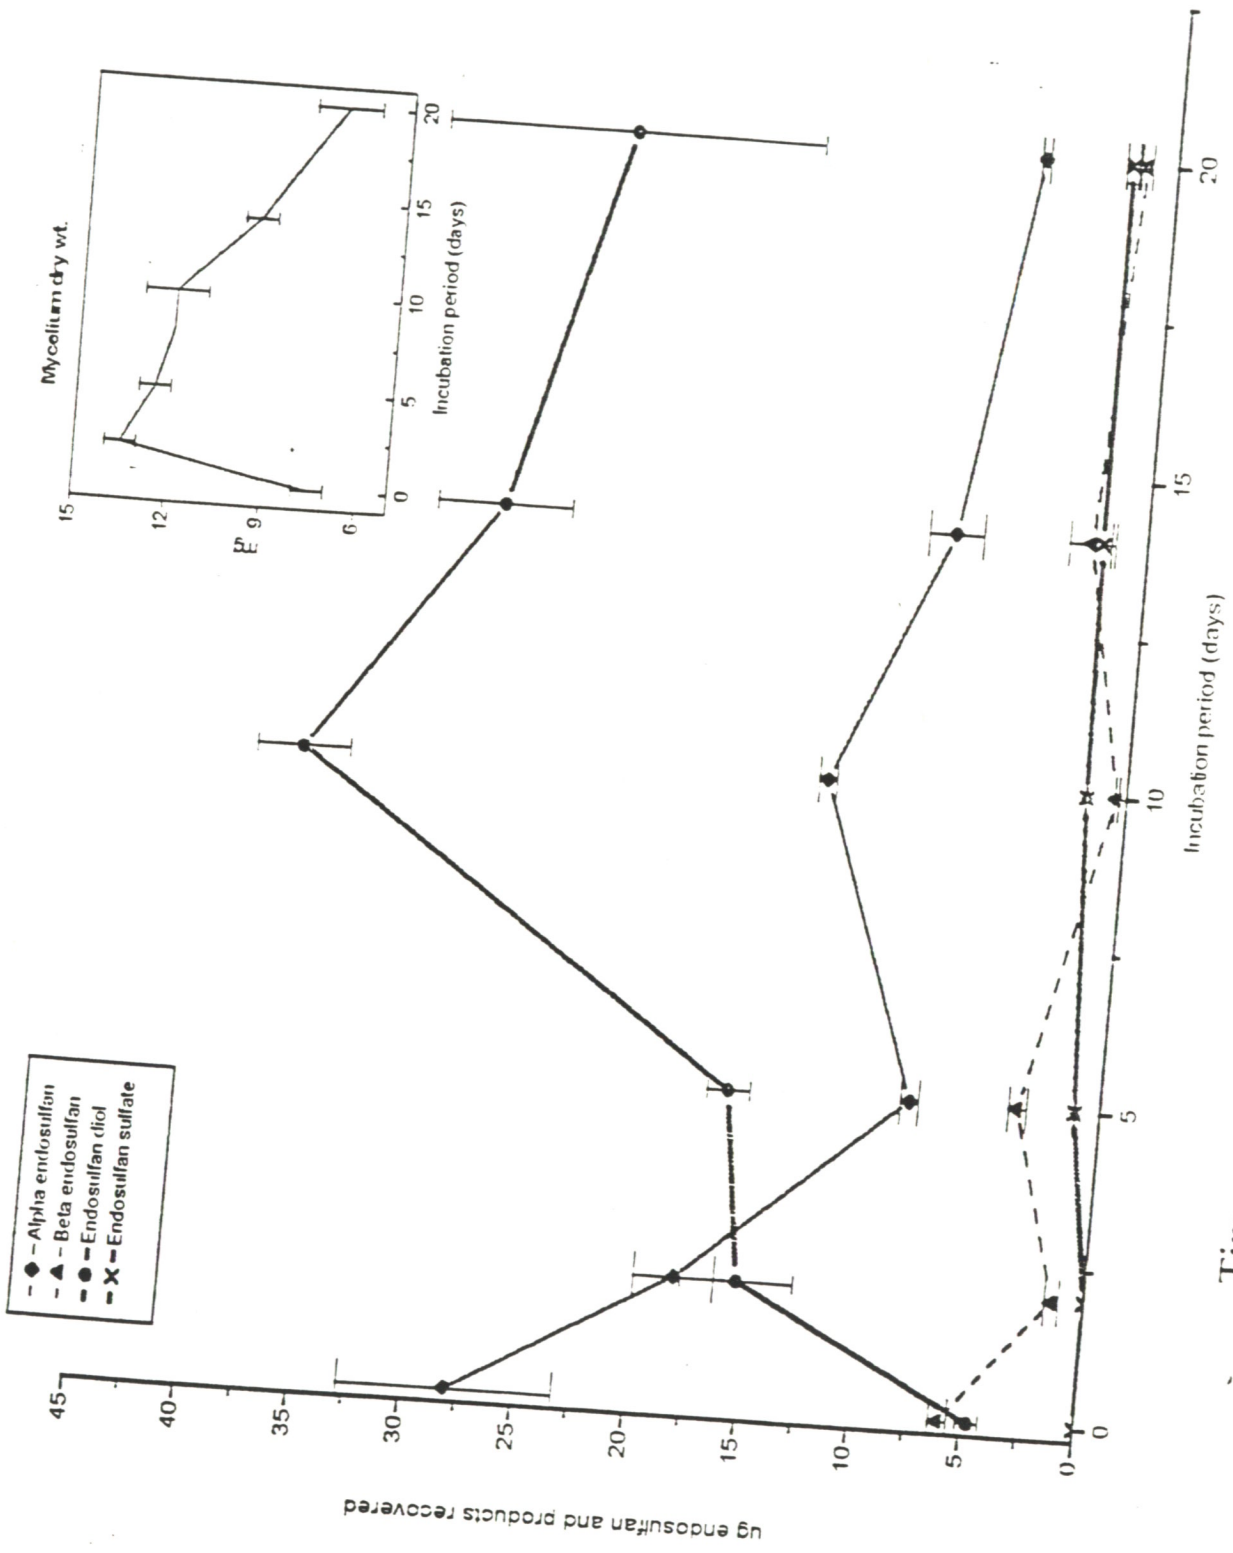 Alpha endosulfan
Beta endosulfan
Endosulfan diol
Endosulfan sulfate
Mycelium dry wt.
15
12
9
6
mg
0
5
10
15
20
Incubation period (days)
45
40
35
30
25
20
15
10
5
0
ug endosulfan and products recovered
0
5
10
15
20
Incubation period (days)